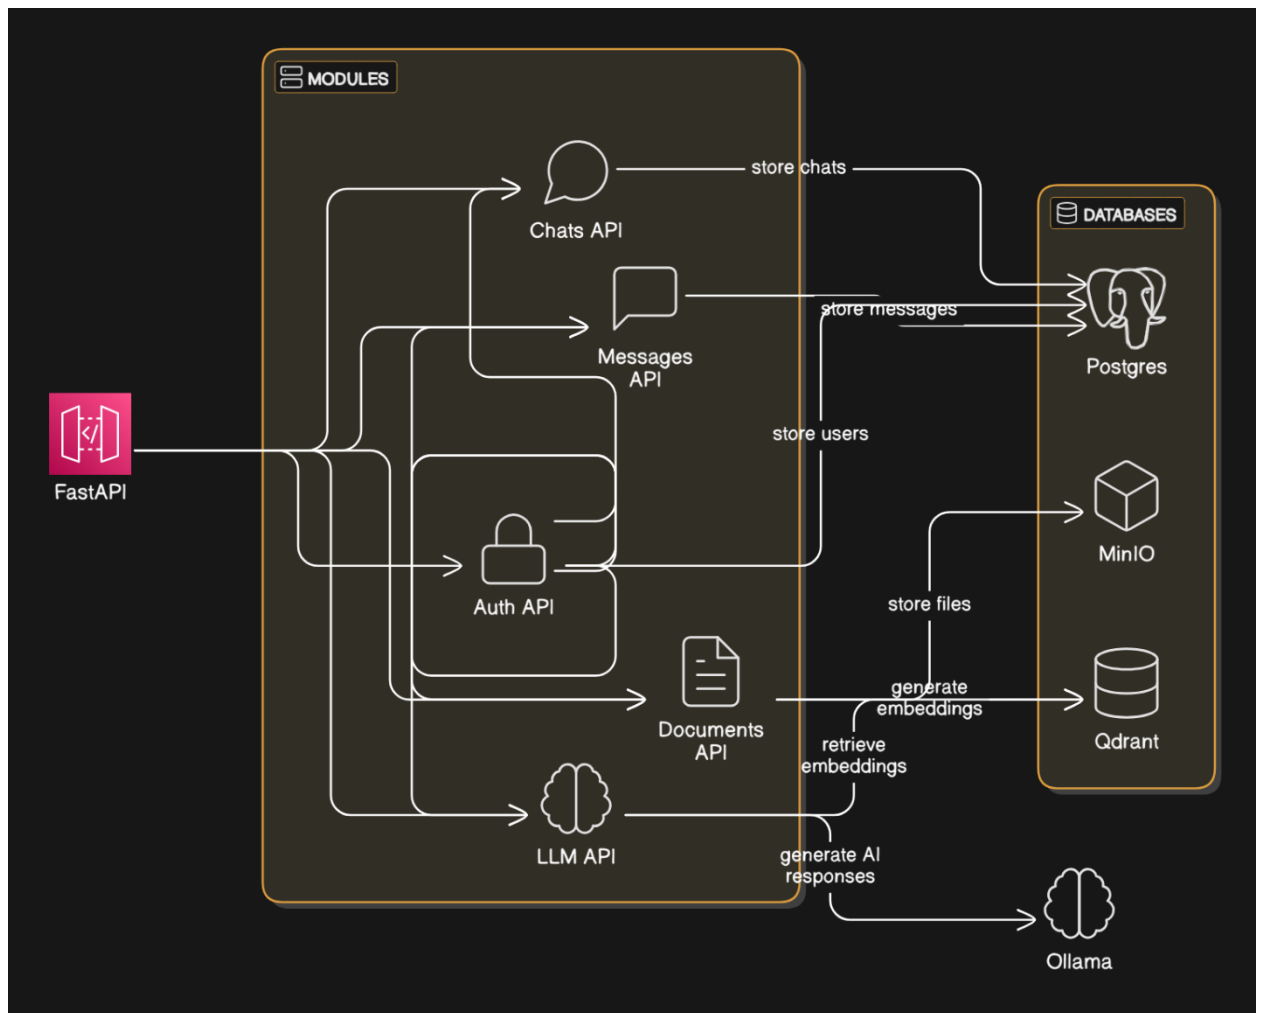 MODULES
store chats
Chats API
DATABASES
store messages
Messages
API
Postgres
store users
FastAPI
</>
MinIO
Auth API
store files
generate
embeddings
Documents
API
retrieve
embeddings
Qdrant
LLM API
generate AI
responses
Ollama